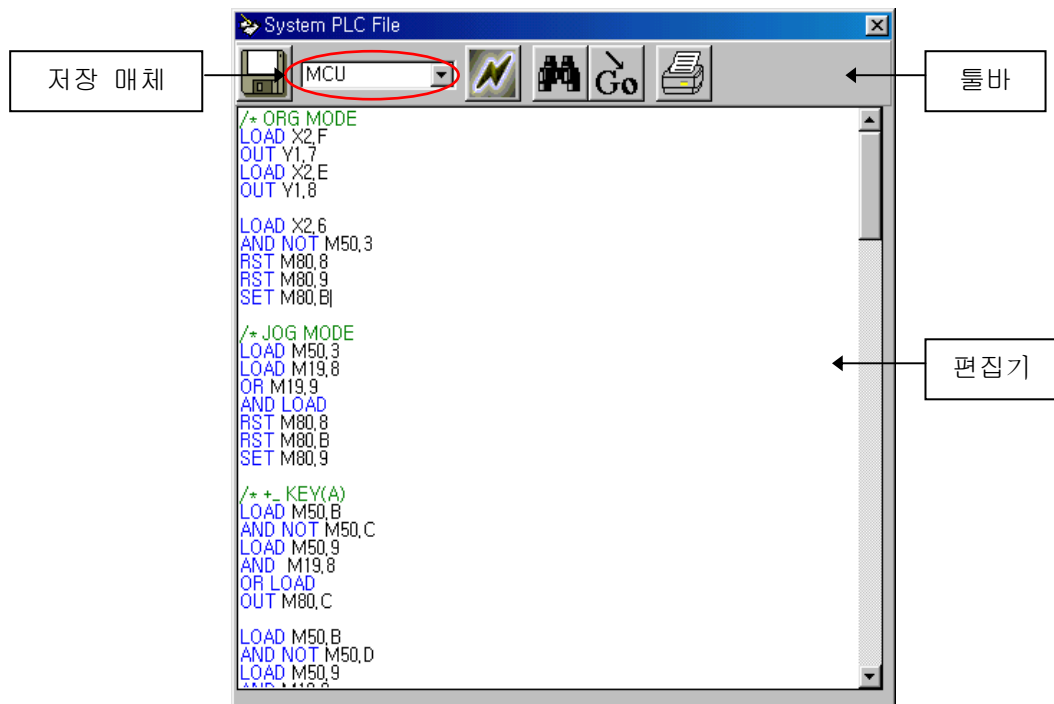 System PLC File
저장 매체
MCU
Go
툴바
/* ORG MODE
LOAD X2,F
OUT Y1,7
LOAD X2,E
OUT Y1,8
LOAD X2,6
AND NOT M50,3
RST M80,8
RST M80,9
SET M80,B
/* JOG MODE
LOAD M50,3
LOAD M19,8
OR M19,9
AND LOAD
RST M80,8
RST M80,B
SET M80,9
편집기
/* +_ KEY(A)
LOAD M50,B
AND NOT M50,C
LOAD M50,9
AND  M19,8
OR LOAD
OUT M80,C
LOAD M50,B
AND NOT M50,D
LOAD M50,9